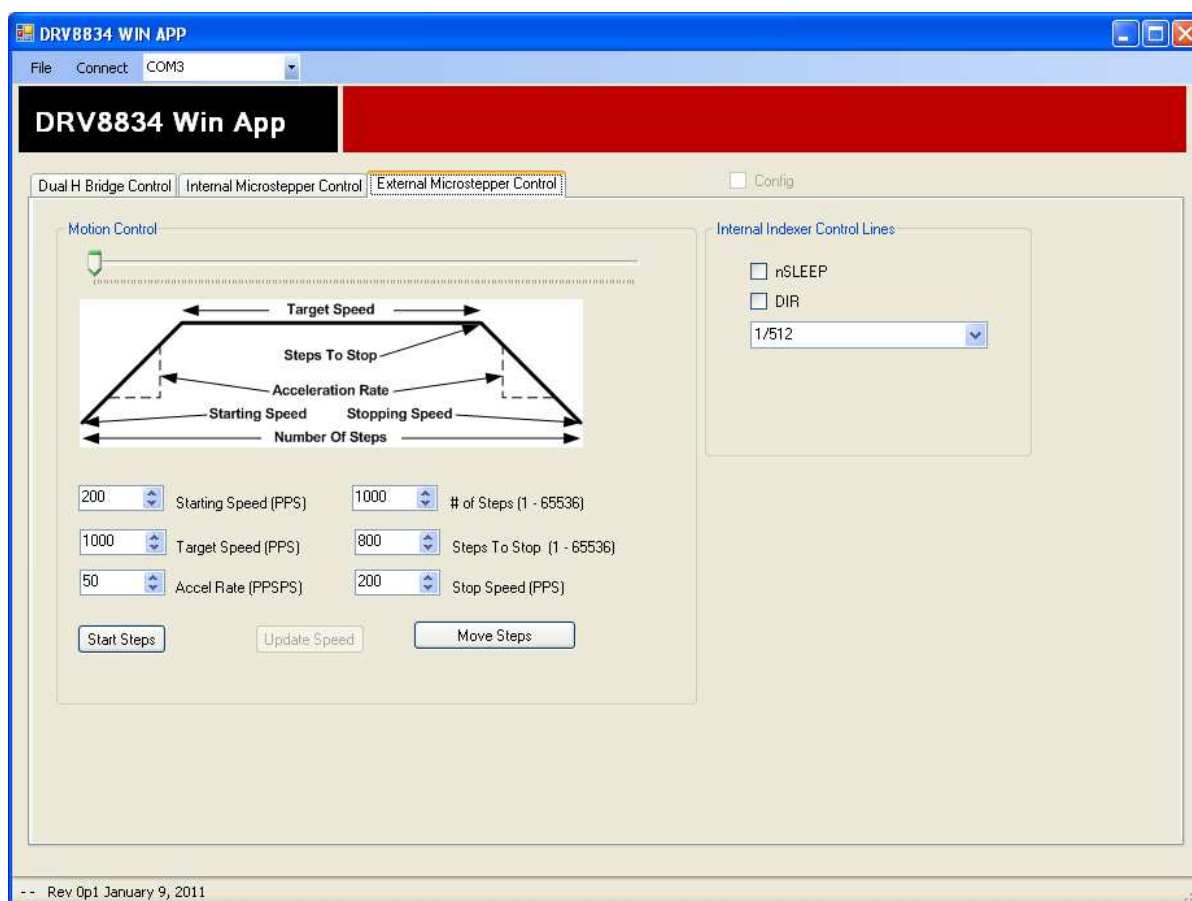 DRV8834 WIN APP
File Connect COM3
DRV8834 Win App
Dual H Bridge Control Internal Microstepper Control External Microstepper Control Config
Motion Control
Target Speed
Steps To Stop
Acceleration Rate
Starting Speed Stopping Speed
Number Of Steps
200 Starting Speed (PPS) 1000 # of Steps (1 - 65536)
1000 Target Speed (PPS) 800 Steps To Stop (1 - 65536)
50 Accel Rate (PPSPS) 200 Stop Speed (PPS)
Start Steps Update Speed Move Steps
Internal Indexer Control Lines
nSLEEP
DIR
1/512
-- Rev 0p1 January 9, 2011